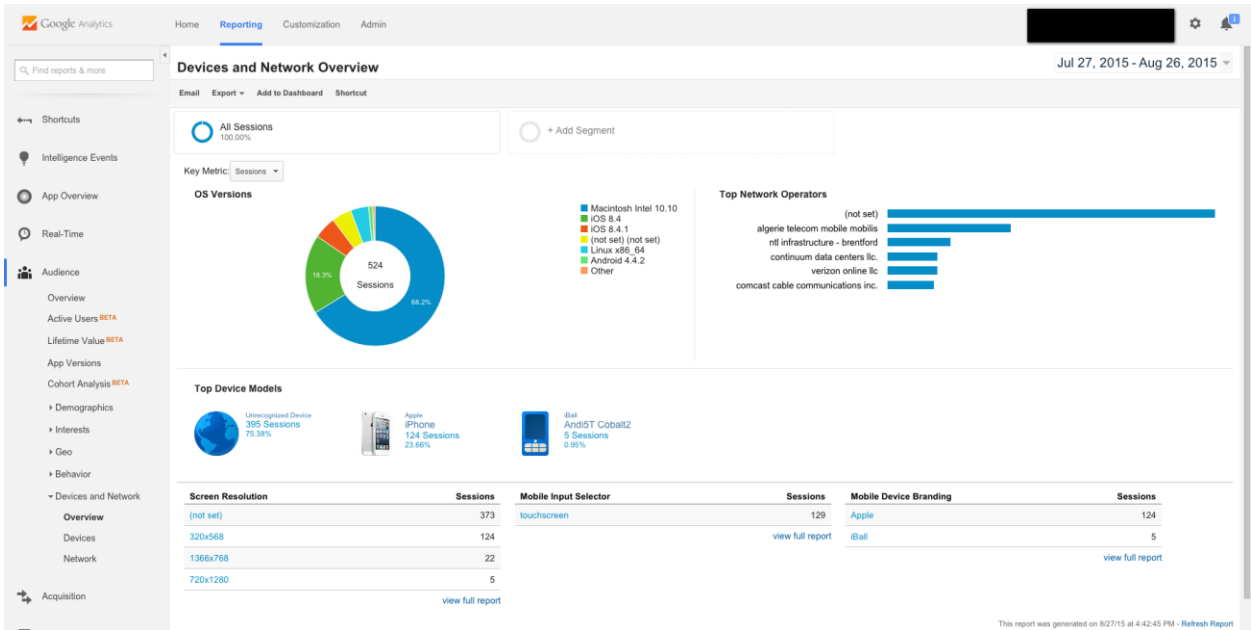 Google Analytics
Home Reporting Customization Admin
1
Find reports & more
Devices and Network Overview
Jul 27, 2015 - Aug 26, 2015
Email Export Add to Dashboard Shortcut
Shortcuts
Intelligence Events
App Overview
Real-Time
Audience
Overview
Active Users BETA
Lifetime Value BETA
App Versions
Cohort Analysis BETA
Demographics
Interests
Geo
Behavior
Devices and Network
Overview
Devices
Network
Acquisition
All Sessions
100.00%
+ Add Segment
Key Metric: Sessions
OS Versions
18.3%
524
Sessions
66.2%
Macintosh Intel 10.10
iOS 8.4
iOS 8.4.1
(not set) (not set)
Linux x86_64
Android 4.4.2
Other
Top Network Operators
(not set)
algerie telecom mobile mobilis
ntl infrastructure - brentford
continuum data centers llc.
verizon online llc
comcast cable communications inc.
Top Device Models
Unrecognized Device
395 Sessions
75.38%
Apple
iPhone
124 Sessions
23.66%
iBall
Andi5T Cobalt2
5 Sessions
0.95%
Screen Resolution Sessions
(not set) 373
320x568 124
1366x768 22
720x1280 5
view full report
Mobile Input Selector Sessions
touchscreen 129
view full report
Mobile Device Branding Sessions
Apple 124
iBall 5
view full report
This report was generated on 8/27/15 at 4:42:45 PM - Refresh Report